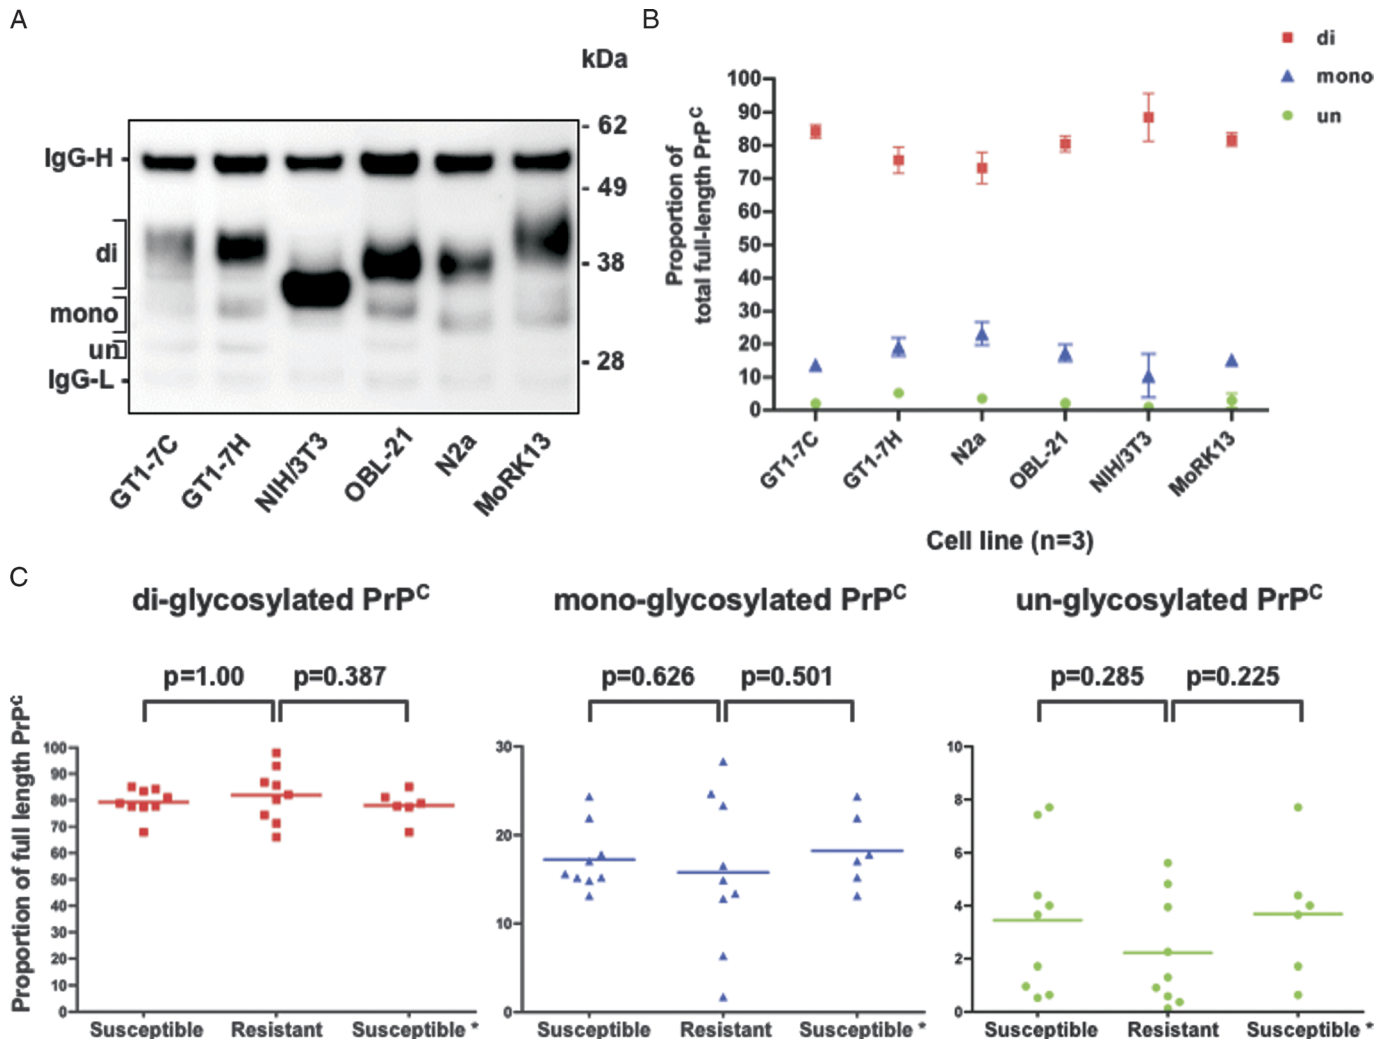 A
kDa
IgG-H
62
49
di
38
mono
un
28
IgG-L
GT1-7C
GT1-7H
NIH/3T3
OBL-21
N2a
MoRK13
B
di
mono
un
Proportion of
total full-length PrPᶜ
100
90
80
70
60
50
40
30
20
10
0
GT1-7C
GT1-7H
N2a
OBL-21
NIH/3T3
MoRK13
Cell line (n=3)
C
di-glycosylated PrPᶜ
mono-glycosylated PrPᶜ
un-glycosylated PrPᶜ
p=1.00
p=0.387
p=0.626
p=0.501
p=0.285
p=0.225
Proportion of full length PrPᶜ
100
90
80
70
60
50
40
30
20
10
0
Susceptible
Resistant
Susceptible *
30
20
10
0
Susceptible
Resistant
Susceptible *
10
8
6
4
2
0
Susceptible
Resistant
Susceptible *